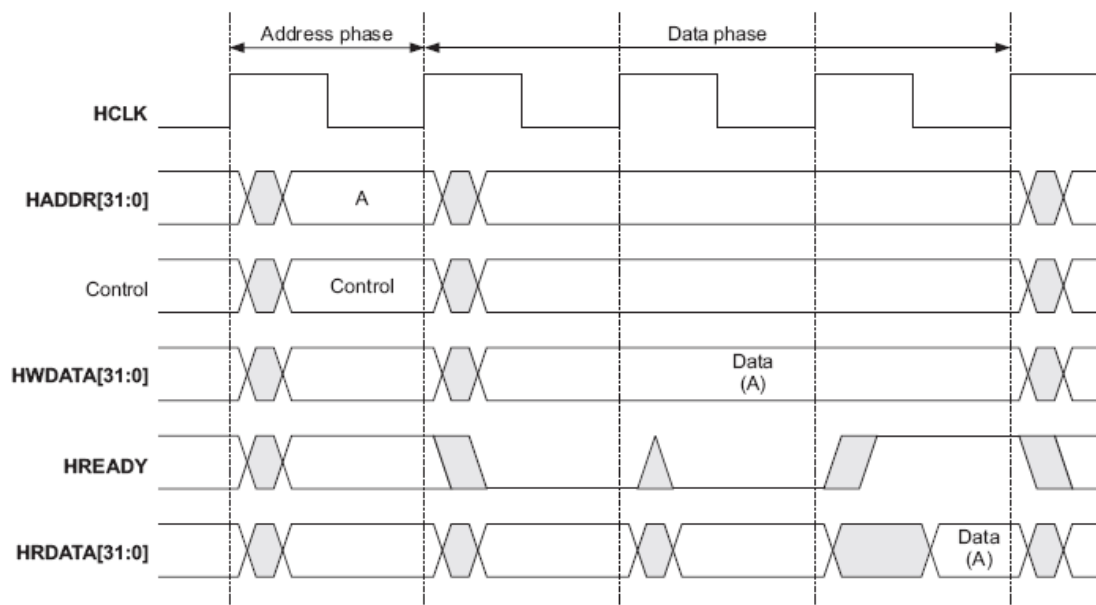 Address phase
Data phase
HCLK
HADDR[31:0]
A
Control
Control
HWDATA[31:0]
Data
(A)
HREADY
HRDATA[31:0]
Data
(A)